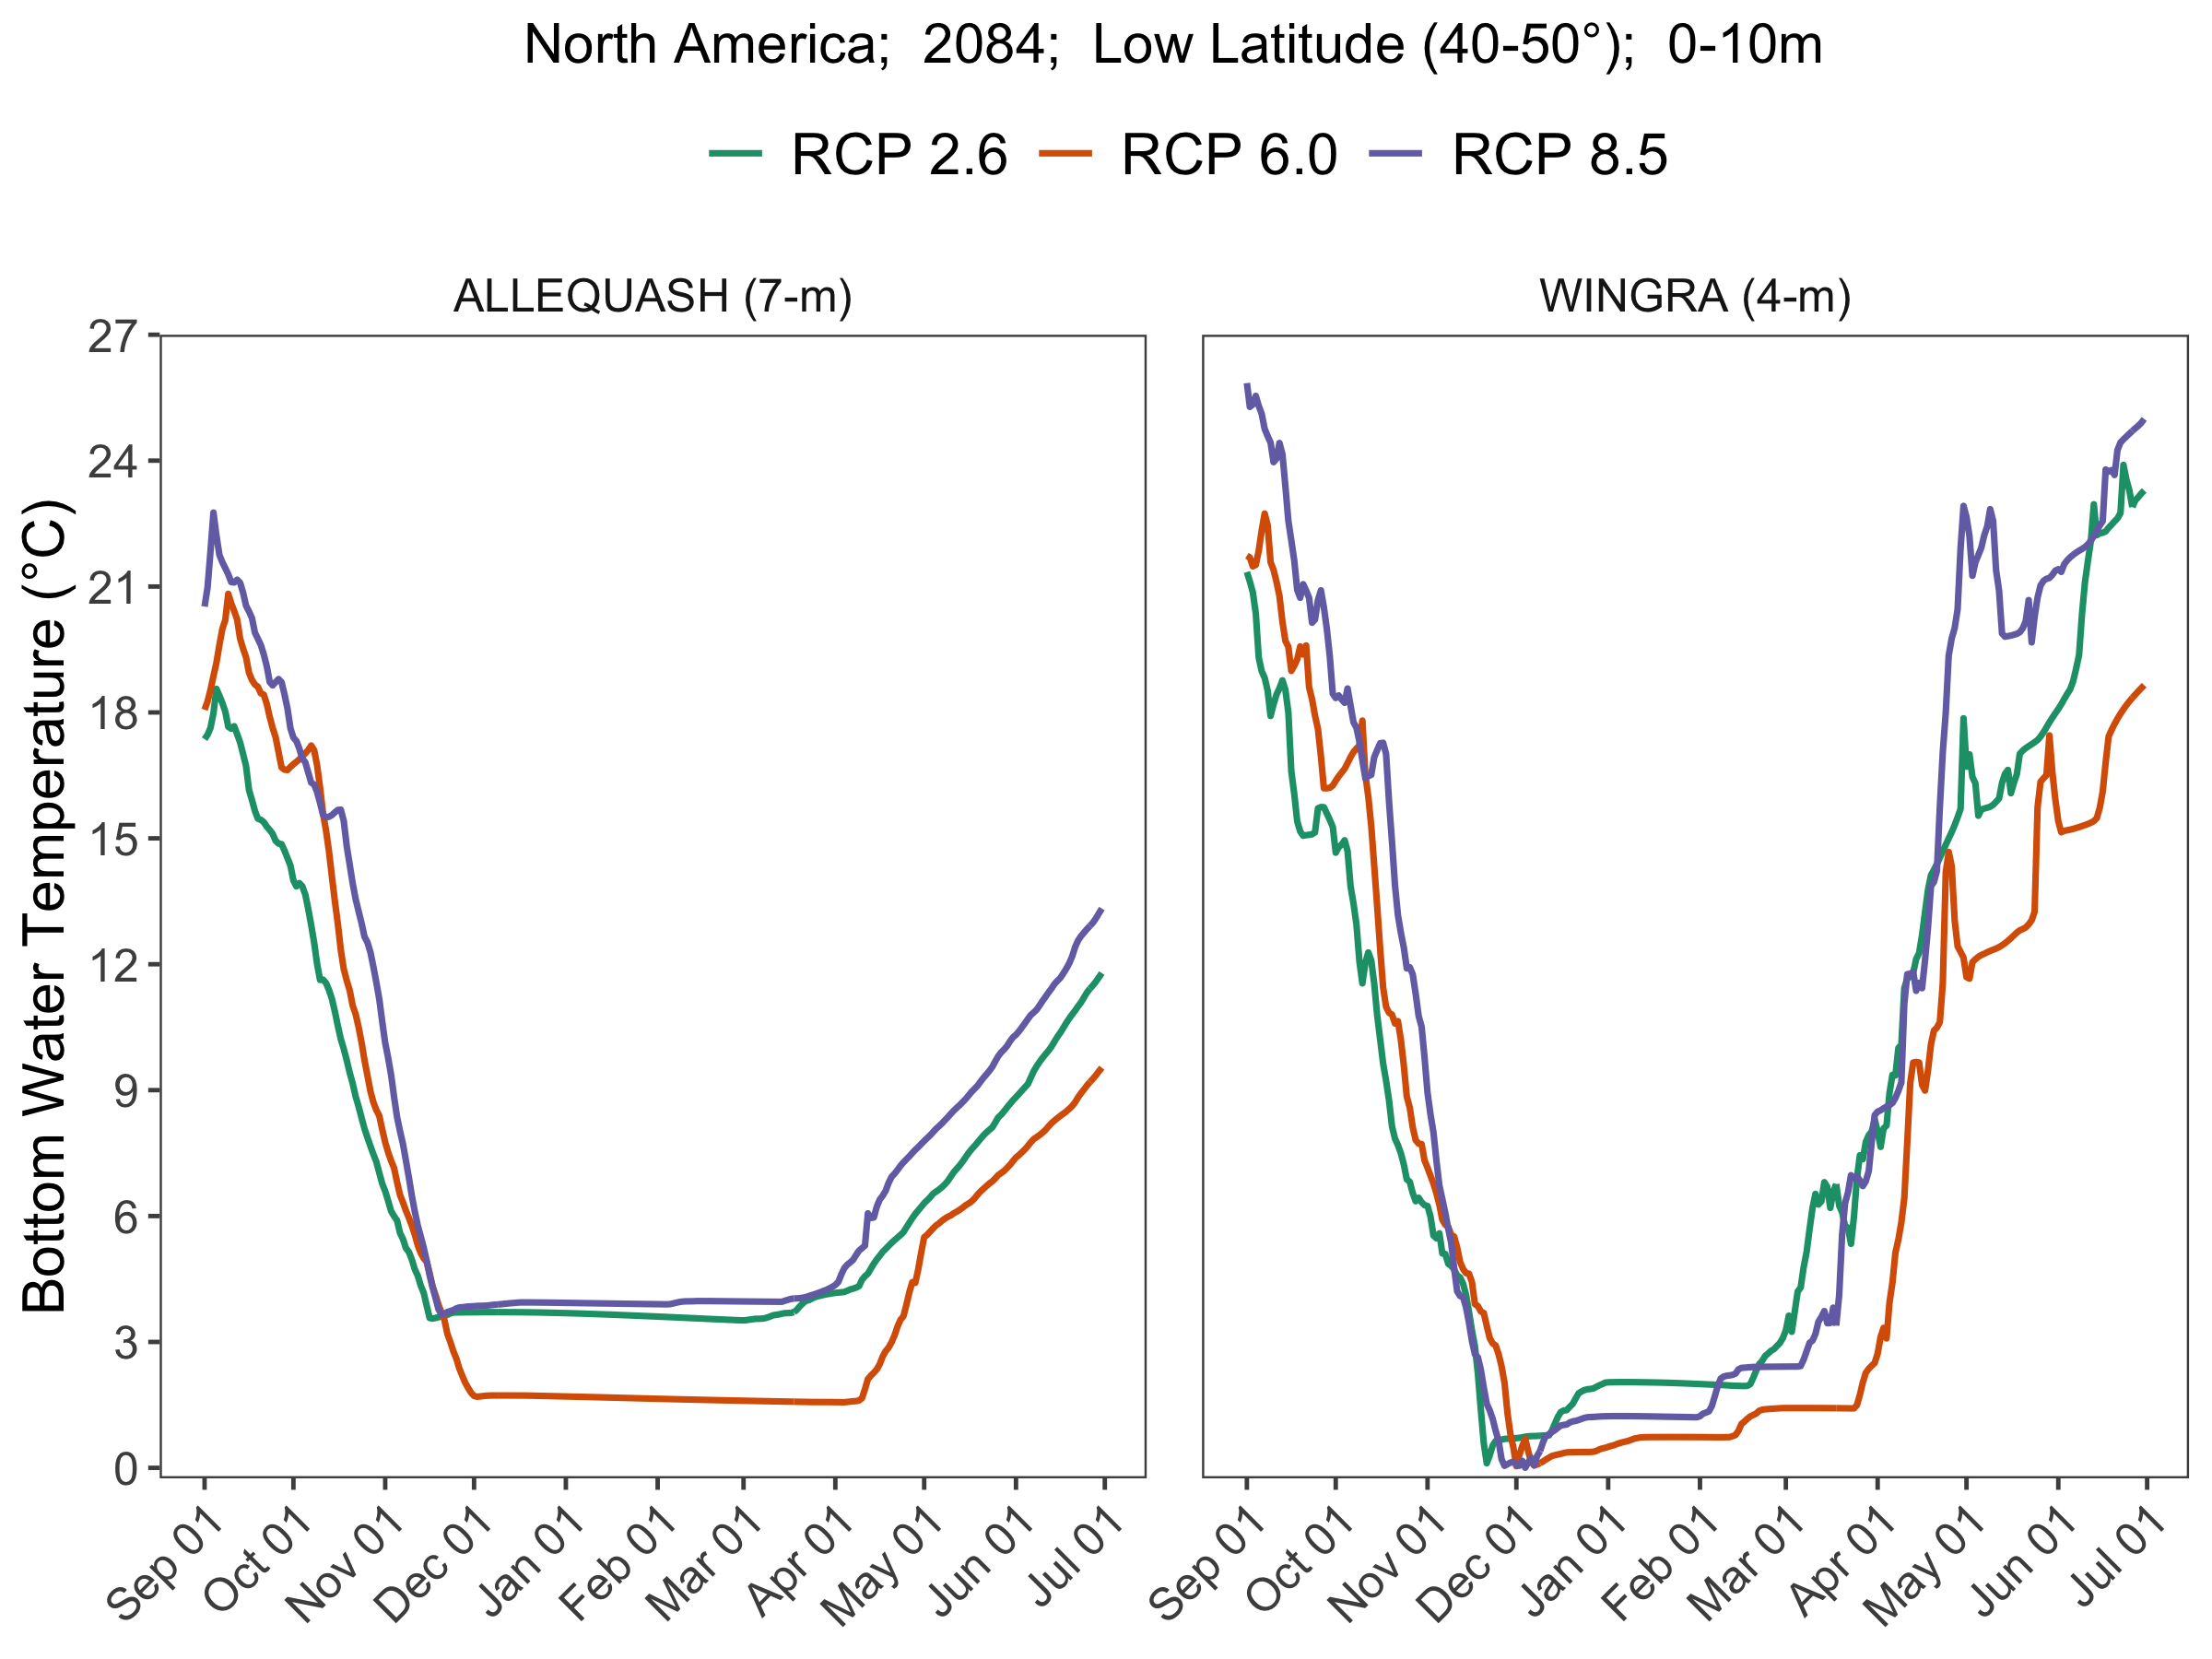 North America; 2084; Low Latitude (40-50°); 0-10m
RCP 2.6 RCP 6.0 RCP 8.5
ALLEQUASH (7-m) WINGRA (4-m)
Bottom Water Temperature (°C)
27
24
21
18
15
12
9
6
3
0
Sep 01 Oct 01 Nov 01 Dec 01 Jan 01 Feb 01 Mar 01 Apr 01 May 01 Jun 01 Jul 01 Sep 01 Oct 01 Nov 01 Dec 01 Jan 01 Feb 01 Mar 01 Apr 01 May 01 Jun 01 Jul 01